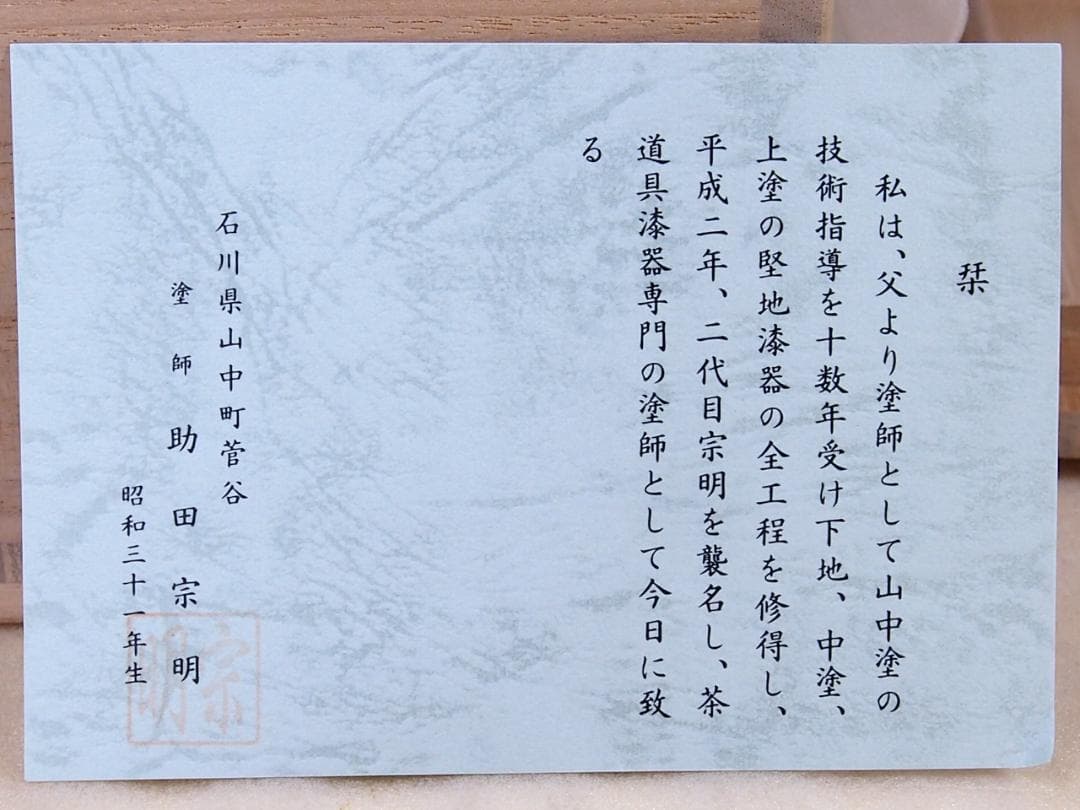 栞
私は、父より塗師として山中塗の
技術指導を十数年受け下地、中塗、
上塗の堅地漆器の全工程を修得し、
平成二年、二代目宗明を襲名し、茶
道具漆器専門の塗師として今日に致
る
石川県山中町菅谷
塗師 助田宗明
昭和三十一年生
宗明